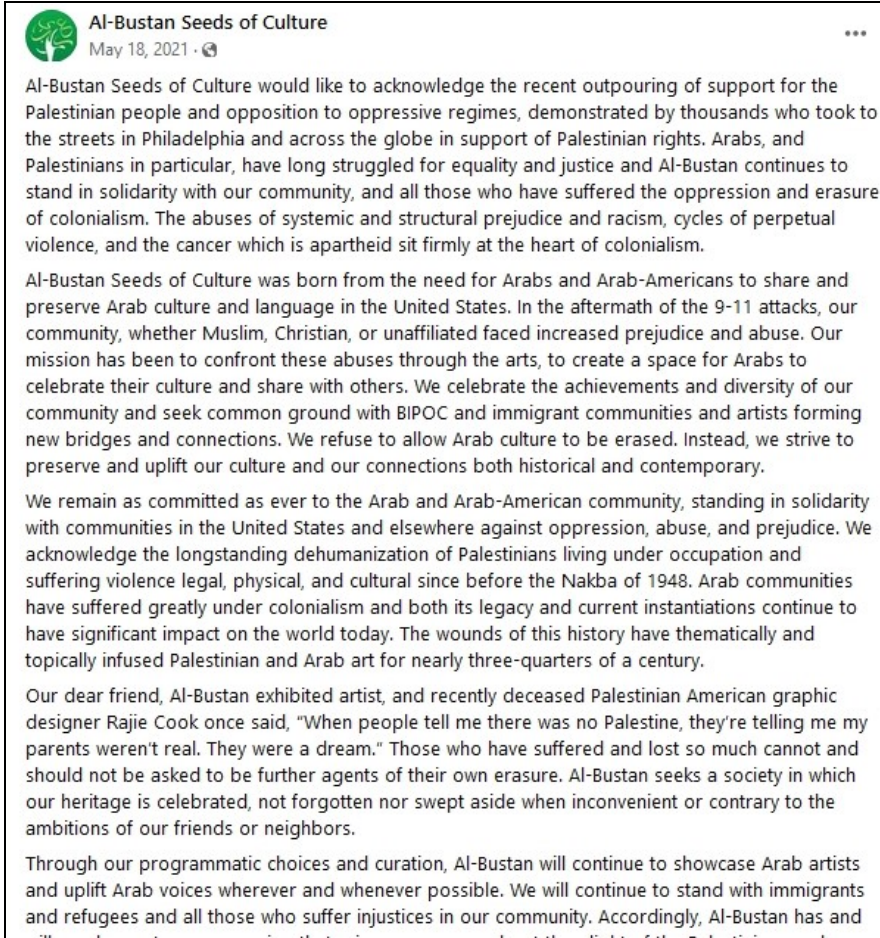 Al-Bustan Seeds of Culture
May 18, 2021 ·
Al-Bustan Seeds of Culture would like to acknowledge the recent outpouring of support for the
Palestinian people and opposition to oppressive regimes, demonstrated by thousands who took to
the streets in Philadelphia and across the globe in support of Palestinian rights. Arabs, and
Palestinians in particular, have long struggled for equality and justice and Al-Bustan continues to
stand in solidarity with our community, and all those who have suffered the oppression and erasure
of colonialism. The abuses of systemic and structural prejudice and racism, cycles of perpetual
violence, and the cancer which is apartheid sit firmly at the heart of colonialism.
Al-Bustan Seeds of Culture was born from the need for Arabs and Arab-Americans to share and
preserve Arab culture and language in the United States. In the aftermath of the 9-11 attacks, our
community, whether Muslim, Christian, or unaffiliated faced increased prejudice and abuse. Our
mission has been to confront these abuses through the arts, to create a space for Arabs to
celebrate their culture and share with others. We celebrate the achievements and diversity of our
community and seek common ground with BIPOC and immigrant communities and artists forming
new bridges and connections. We refuse to allow Arab culture to be erased. Instead, we strive to
preserve and uplift our culture and our connections both historical and contemporary.
We remain as committed as ever to the Arab and Arab-American community, standing in solidarity
with communities in the United States and elsewhere against oppression, abuse, and prejudice. We
acknowledge the longstanding dehumanization of Palestinians living under occupation and
suffering violence legal, physical, and cultural since before the Nakba of 1948. Arab communities
have suffered greatly under colonialism and both its legacy and current instantiations continue to
have significant impact on the world today. The wounds of this history have thematically and
topically infused Palestinian and Arab art for nearly three-quarters of a century.
Our dear friend, Al-Bustan exhibited artist, and recently deceased Palestinian American graphic
designer Rajie Cook once said, "When people tell me there was no Palestine, they're telling me my
parents weren't real. They were a dream." Those who have suffered and lost so much cannot and
should not be asked to be further agents of their own erasure. Al-Bustan seeks a society in which
our heritage is celebrated, not forgotten nor swept aside when inconvenient or contrary to the
ambitions of our friends or neighbors.
Through our programmatic choices and curation, Al-Bustan will continue to showcase Arab artists
and uplift Arab voices wherever and whenever possible. We will continue to stand with immigrants
and refugees and all those who suffer injustices in our community. Accordingly, Al-Bustan has and